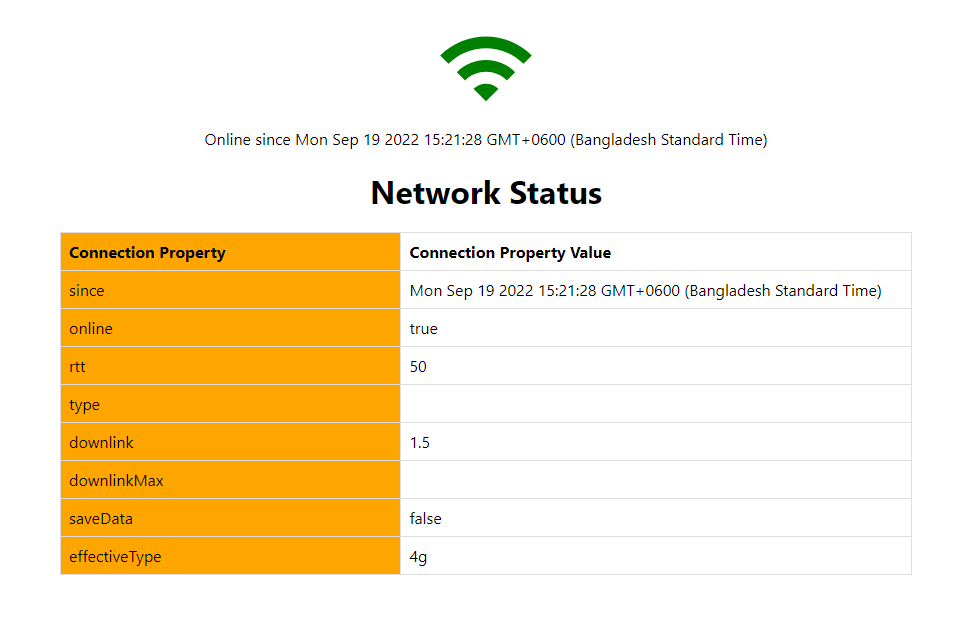 Online since Mon Sep 19 2022 15:21:28 GMT+0600 (Bangladesh Standard Time)
Network Status
Connection Property Connection Property Value
since Mon Sep 19 2022 15:21:28 GMT+0600 (Bangladesh Standard Time)
online true
rtt 50
type
downlink 1.5
downlinkMax
saveData false
effectiveType 4g